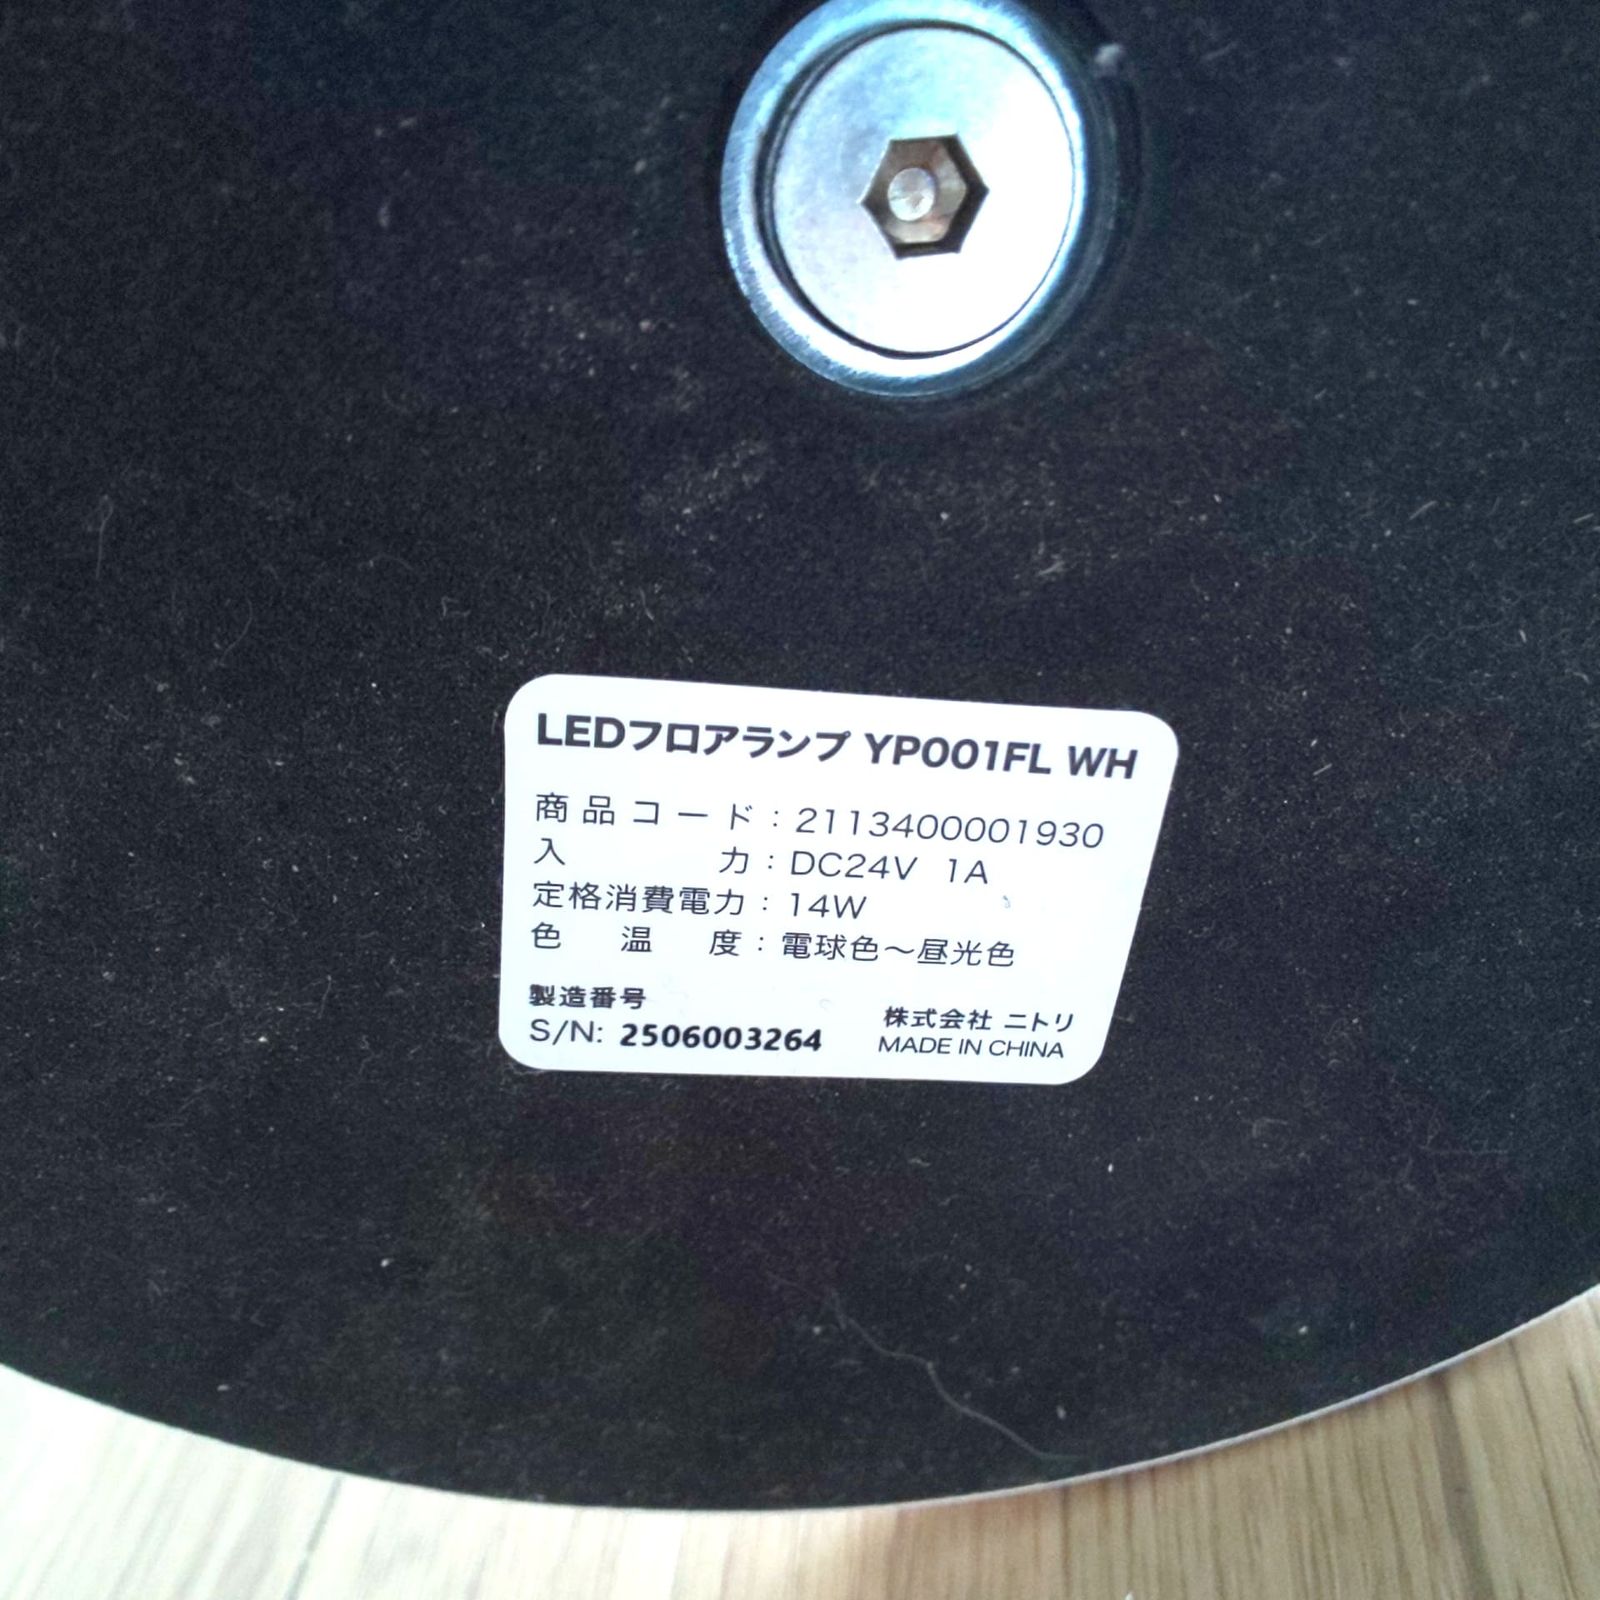 LEDフロアランプ YP001FL WH
商品コード：2113400001930
入力：DC24V 1A
定格消費電力：14W
色温度：電球色〜昼光色
製造番号
S/N: 2506003264
株式会社 ニトリ
MADE IN CHINA